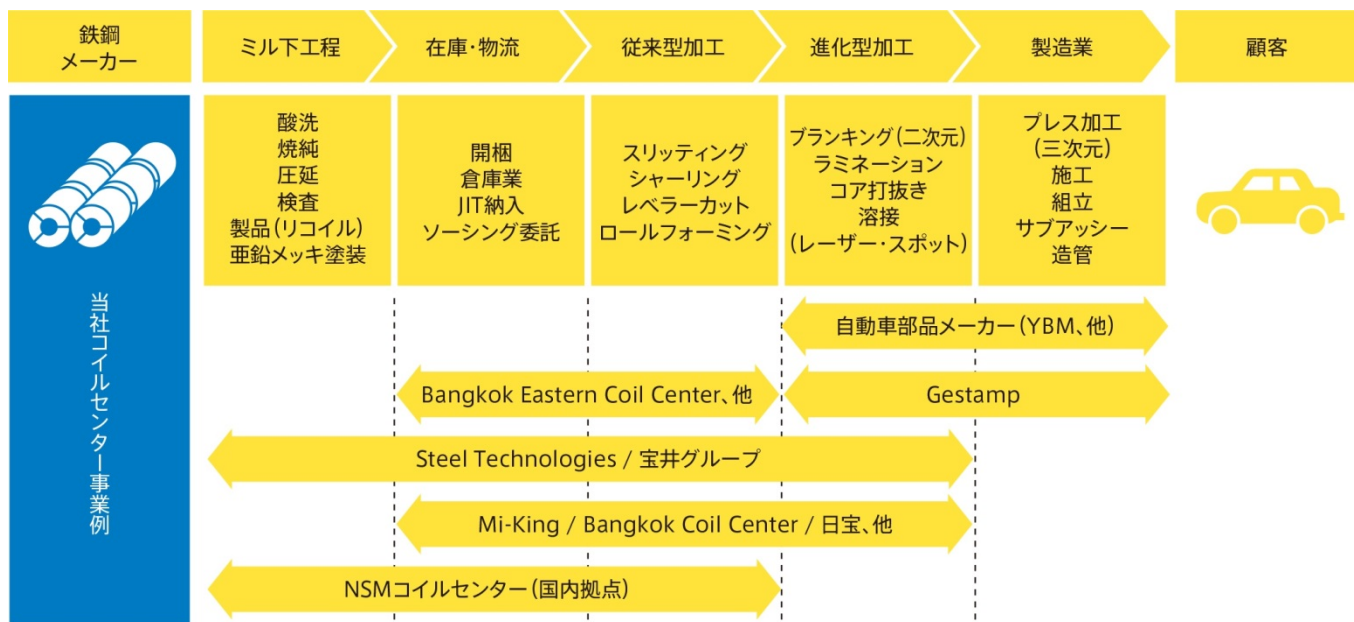 鉄鋼
メーカー
ミル下工程
在庫・物流
従来型加工
進化型加工
製造業
顧客
当社コイルセンター事業例
酸洗
焼純
圧延
検査
製品(リコイル)
亜鉛メッキ塗装
開梱
倉庫業
JIT納入
ソーシング委託
スリッティング
シャーリング
レベラーカット
ロールフォーミング
ブランキング(二次元)
ラミネーション
コア打抜き
溶接
(レーザー・スポット)
プレス加工
(三次元)
施工
組立
サブアッシー
造管
自動車部品メーカー(YBM、他)
Bangkok Eastern Coil Center、他
Gestamp
Steel Technologies / 宝井グループ
Mi-King / Bangkok Coil Center / 日宝、他
NSMコイルセンター(国内拠点)